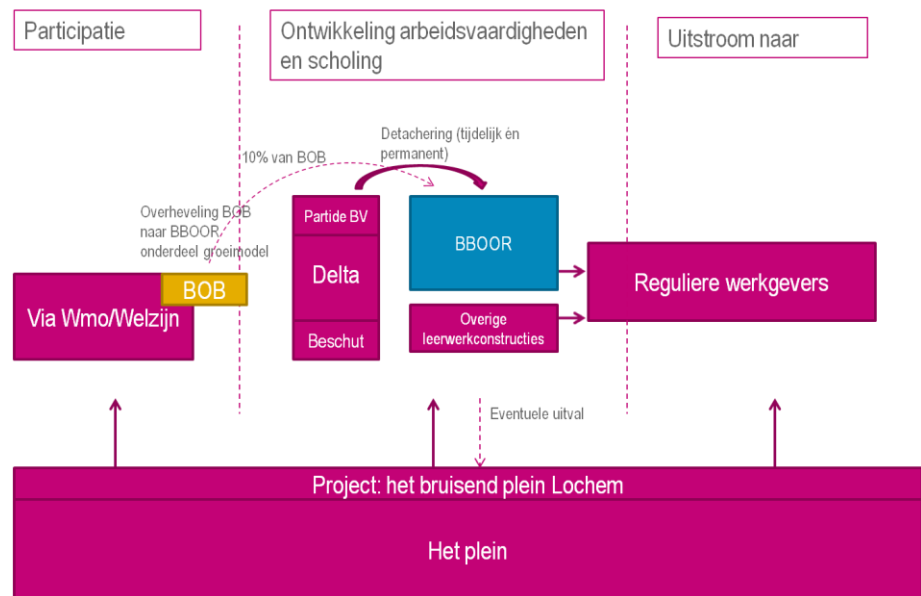 Participatie
Ontwikkeling arbeidsvaardigheden
en scholing
Uitstroom naar
Detachering (tijdelijk én
permanent)
10% van BOB
Overheveling BOB
naar BBOOR,
onderdeel groeimodel
BOB
Via Wmo/Welzijn
Partide BV
Delta
Beschut
BBOOR
Overige
leerwerkconstructies
Reguliere werkgevers
Eventuele uitval
Project: het bruisend plein Lochem
Het plein